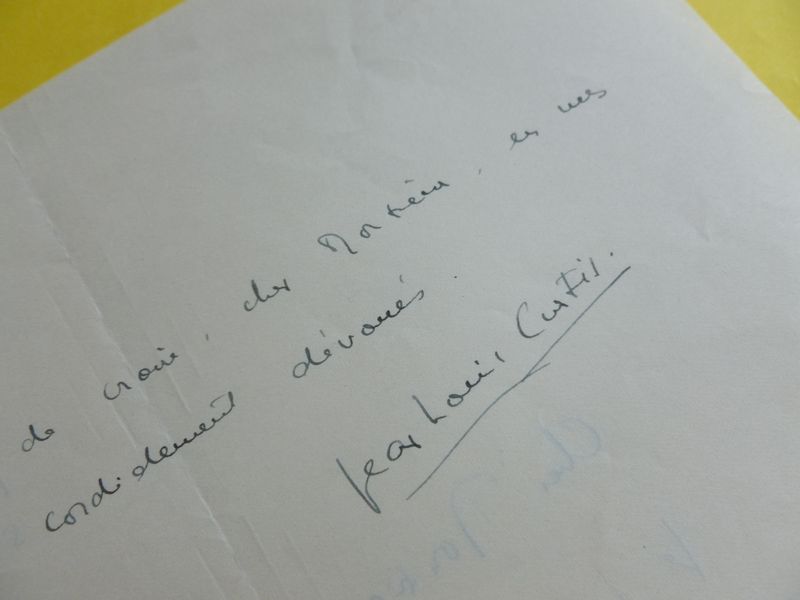 de croire, cher Monsieur, en mes
cordialement dévoués.
Jean Louis Curtis.